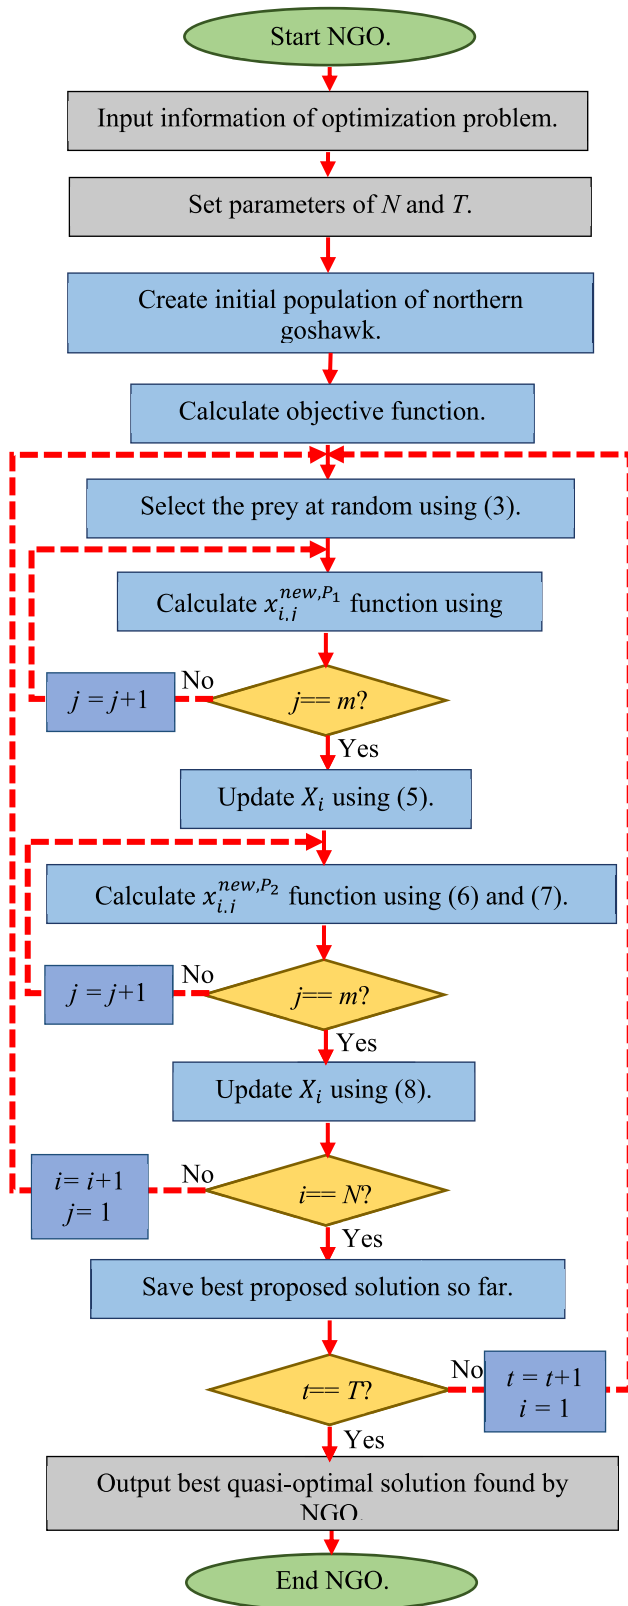 Start NGO.
Input information of optimization problem.
Set parameters of N and T.
Create initial population of northern
goshawk.
Calculate objective function.
Select the prey at random using (3).
Calculate x_{i,j}^{new,P_1} function using
No
j = j+1
j== m?
Yes
Update X_i using (5).
Calculate x_{i,j}^{new,P_2} function using (6) and (7).
No
j = j+1
j== m?
Yes
Update X_i using (8).
No
i= i+1
j= 1
i== N?
Yes
Save best proposed solution so far.
No
t== T?
t = t+1
i = 1
Yes
Output best quasi-optimal solution found by
NGO.
End NGO.